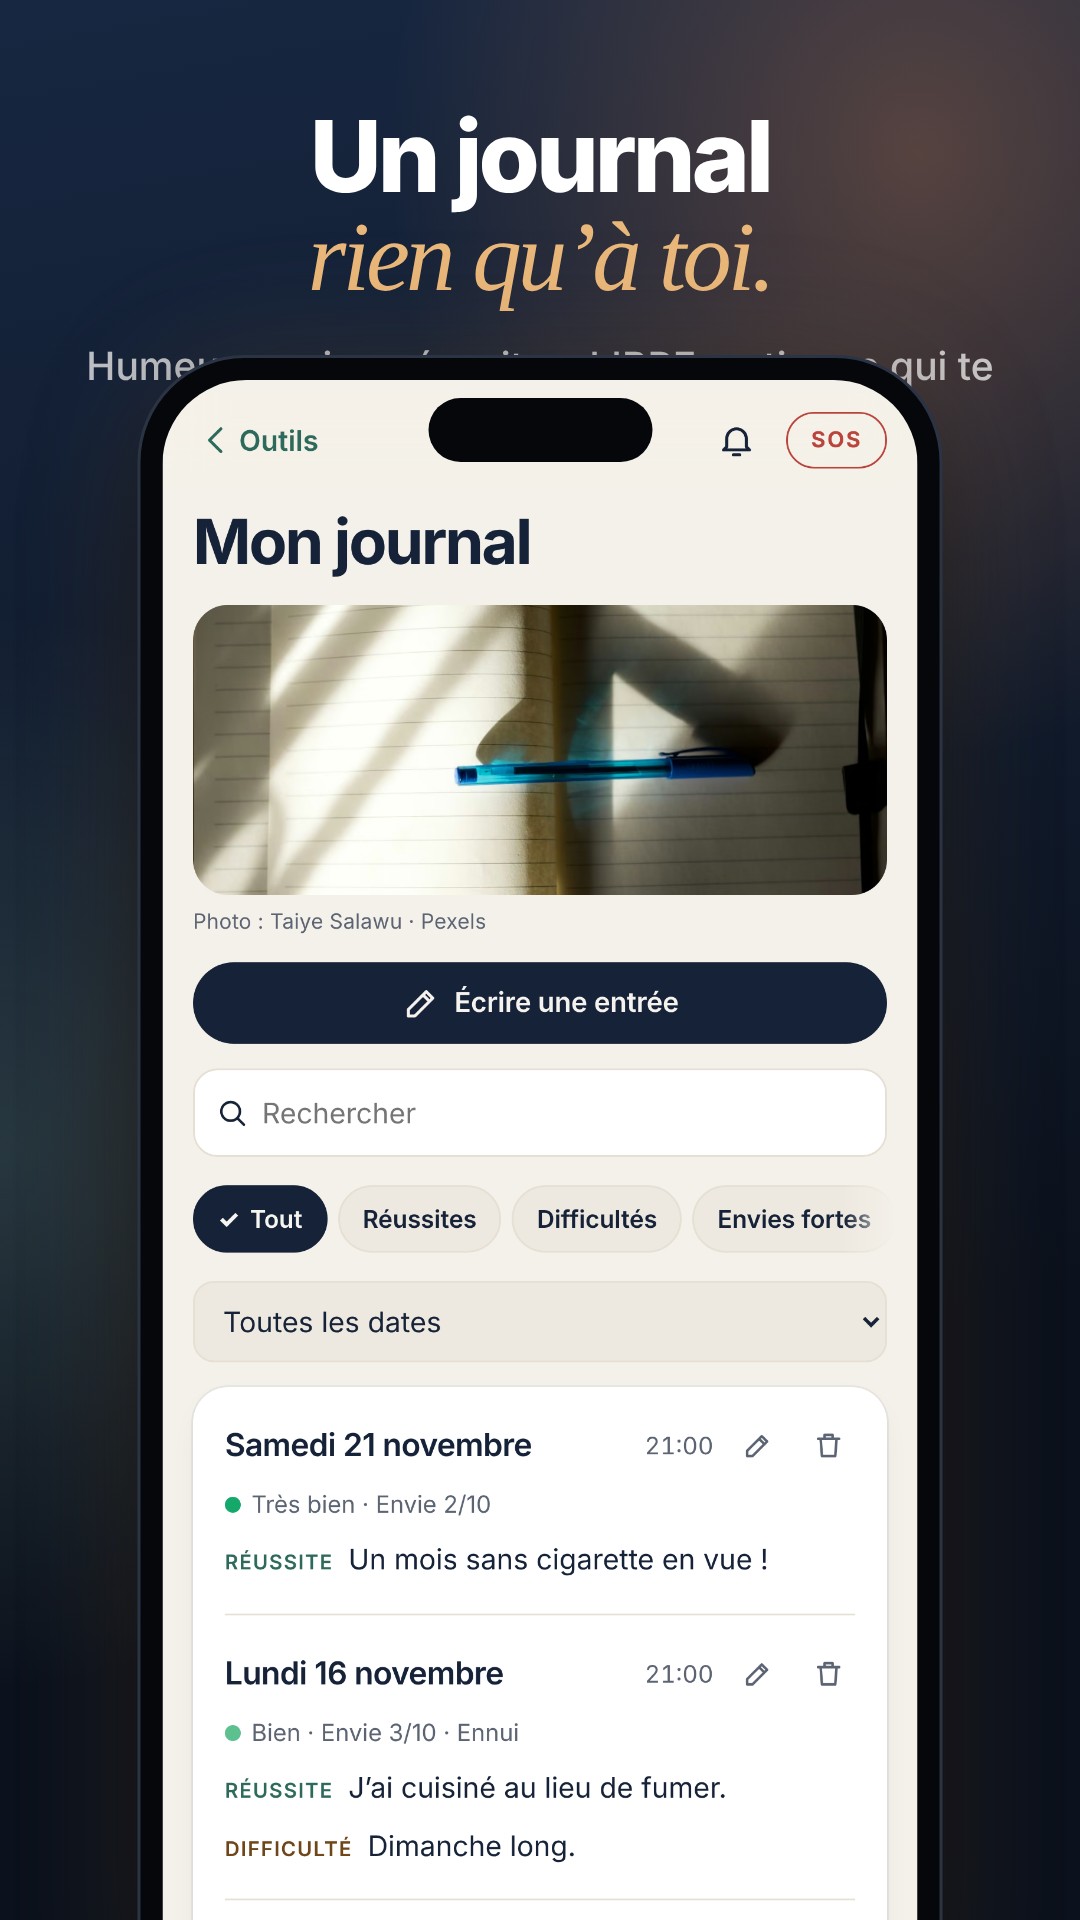 Un journal
rien qu’à toi.
qui te
Outils
SOS
Mon journal
Photo : Taiye Salawu · Pexels
Écrire une entrée
Rechercher
Tout Réussites Difficultés Envies fortes
Toutes les dates
Samedi 21 novembre 21:00
Très bien · Envie 2/10
RÉUSSITE Un mois sans cigarette en vue !
Lundi 16 novembre 21:00
Bien · Envie 3/10 · Ennui
RÉUSSITE J’ai cuisiné au lieu de fumer.
DIFFICULTÉ Dimanche long.